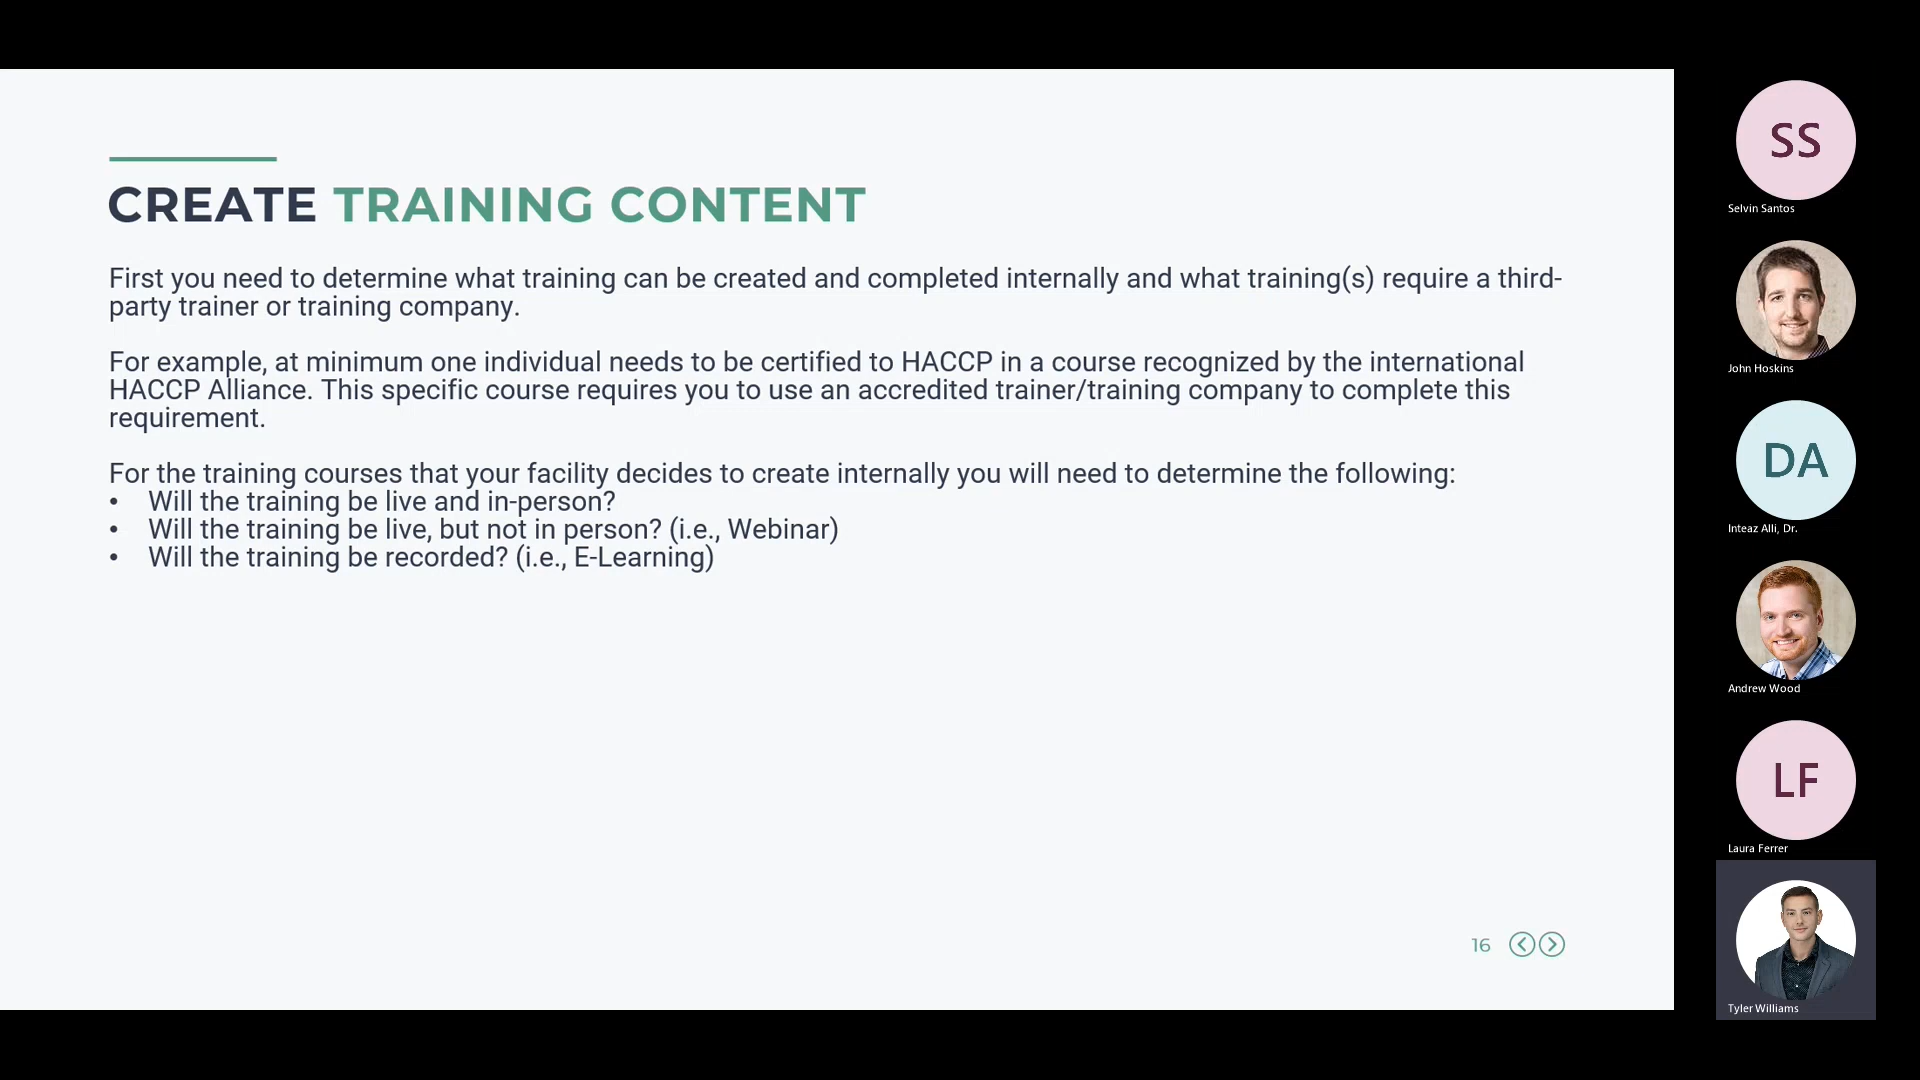 CREATE TRAINING CONTENT
First you need to determine what training can be created and completed internally and what training(s) require a third-
party trainer or training company.
For example, at minimum one individual needs to be certified to HACCP in a course recognized by the international
HACCP Alliance. This specific course requires you to use an accredited trainer/training company to complete this
requirement.
For the training courses that your facility decides to create internally you will need to determine the following:
• Will the training be live and in-person?
• Will the training be live, but not in person? (i.e., Webinar)
• Will the training be recorded? (i.e., E-Learning)
16
SS
Selvin Santos
John Hoskins
DA
Inteaz Alli, Dr.
Andrew Wood
LF
Laura Ferrer
Tyler Williams